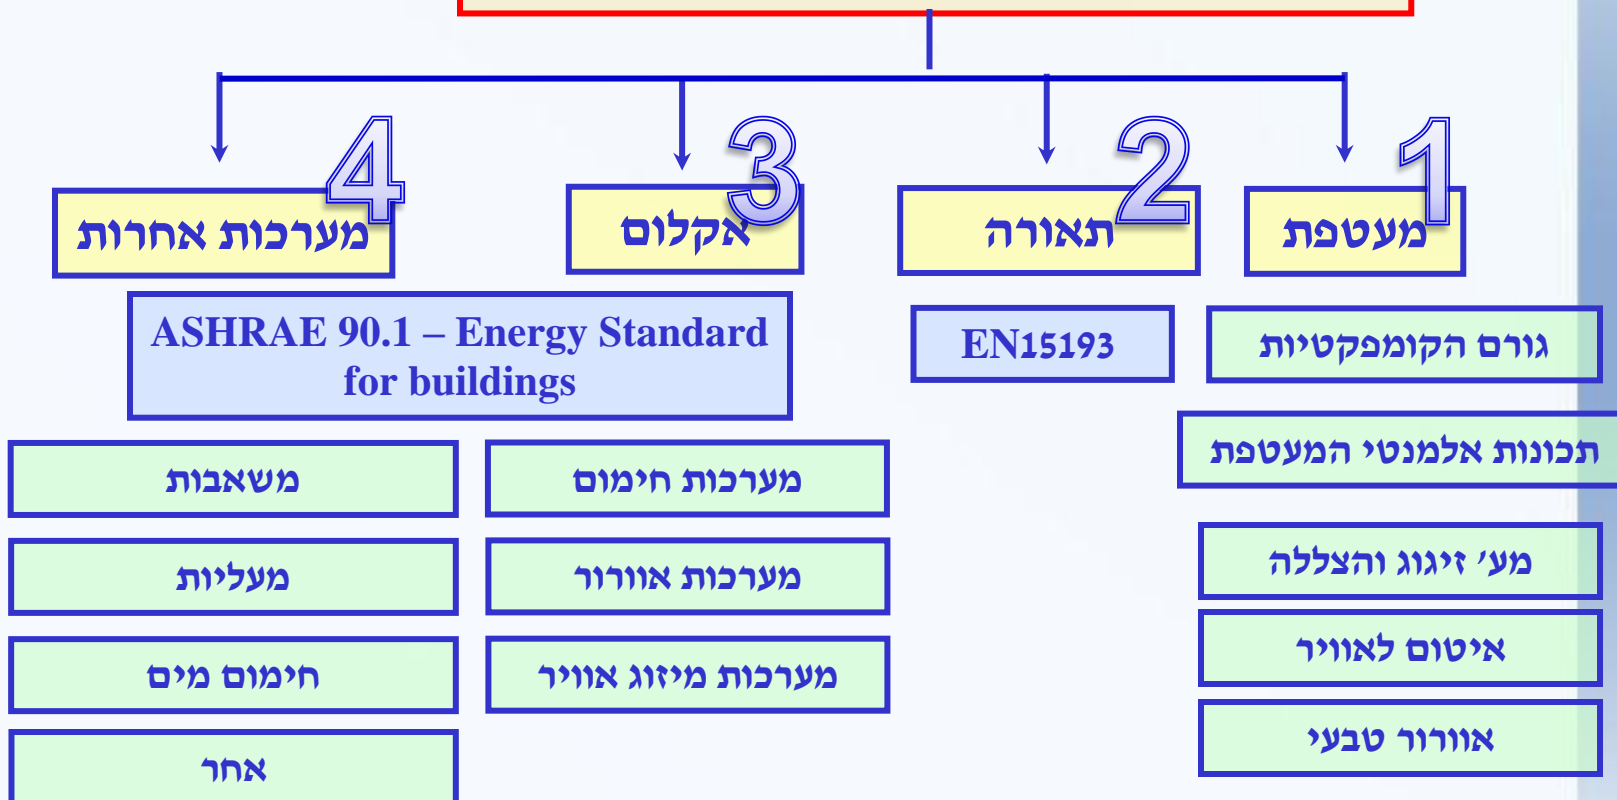 1
מעטפת
גורם הקומפקטיות
תכונות אלמנטי המעטפת
מע' זיגוג והצללה
איטום לאוויר
אוורור טבעי
2
תאורה
EN15193
3
אקלום
4
מערכות אחרות
ASHRAE 90.1 – Energy Standard
for buildings
מערכות חימום
מערכות אוורור
מערכות מיזוג אוויר
משאבות
מעליות
חימום מים
אחר